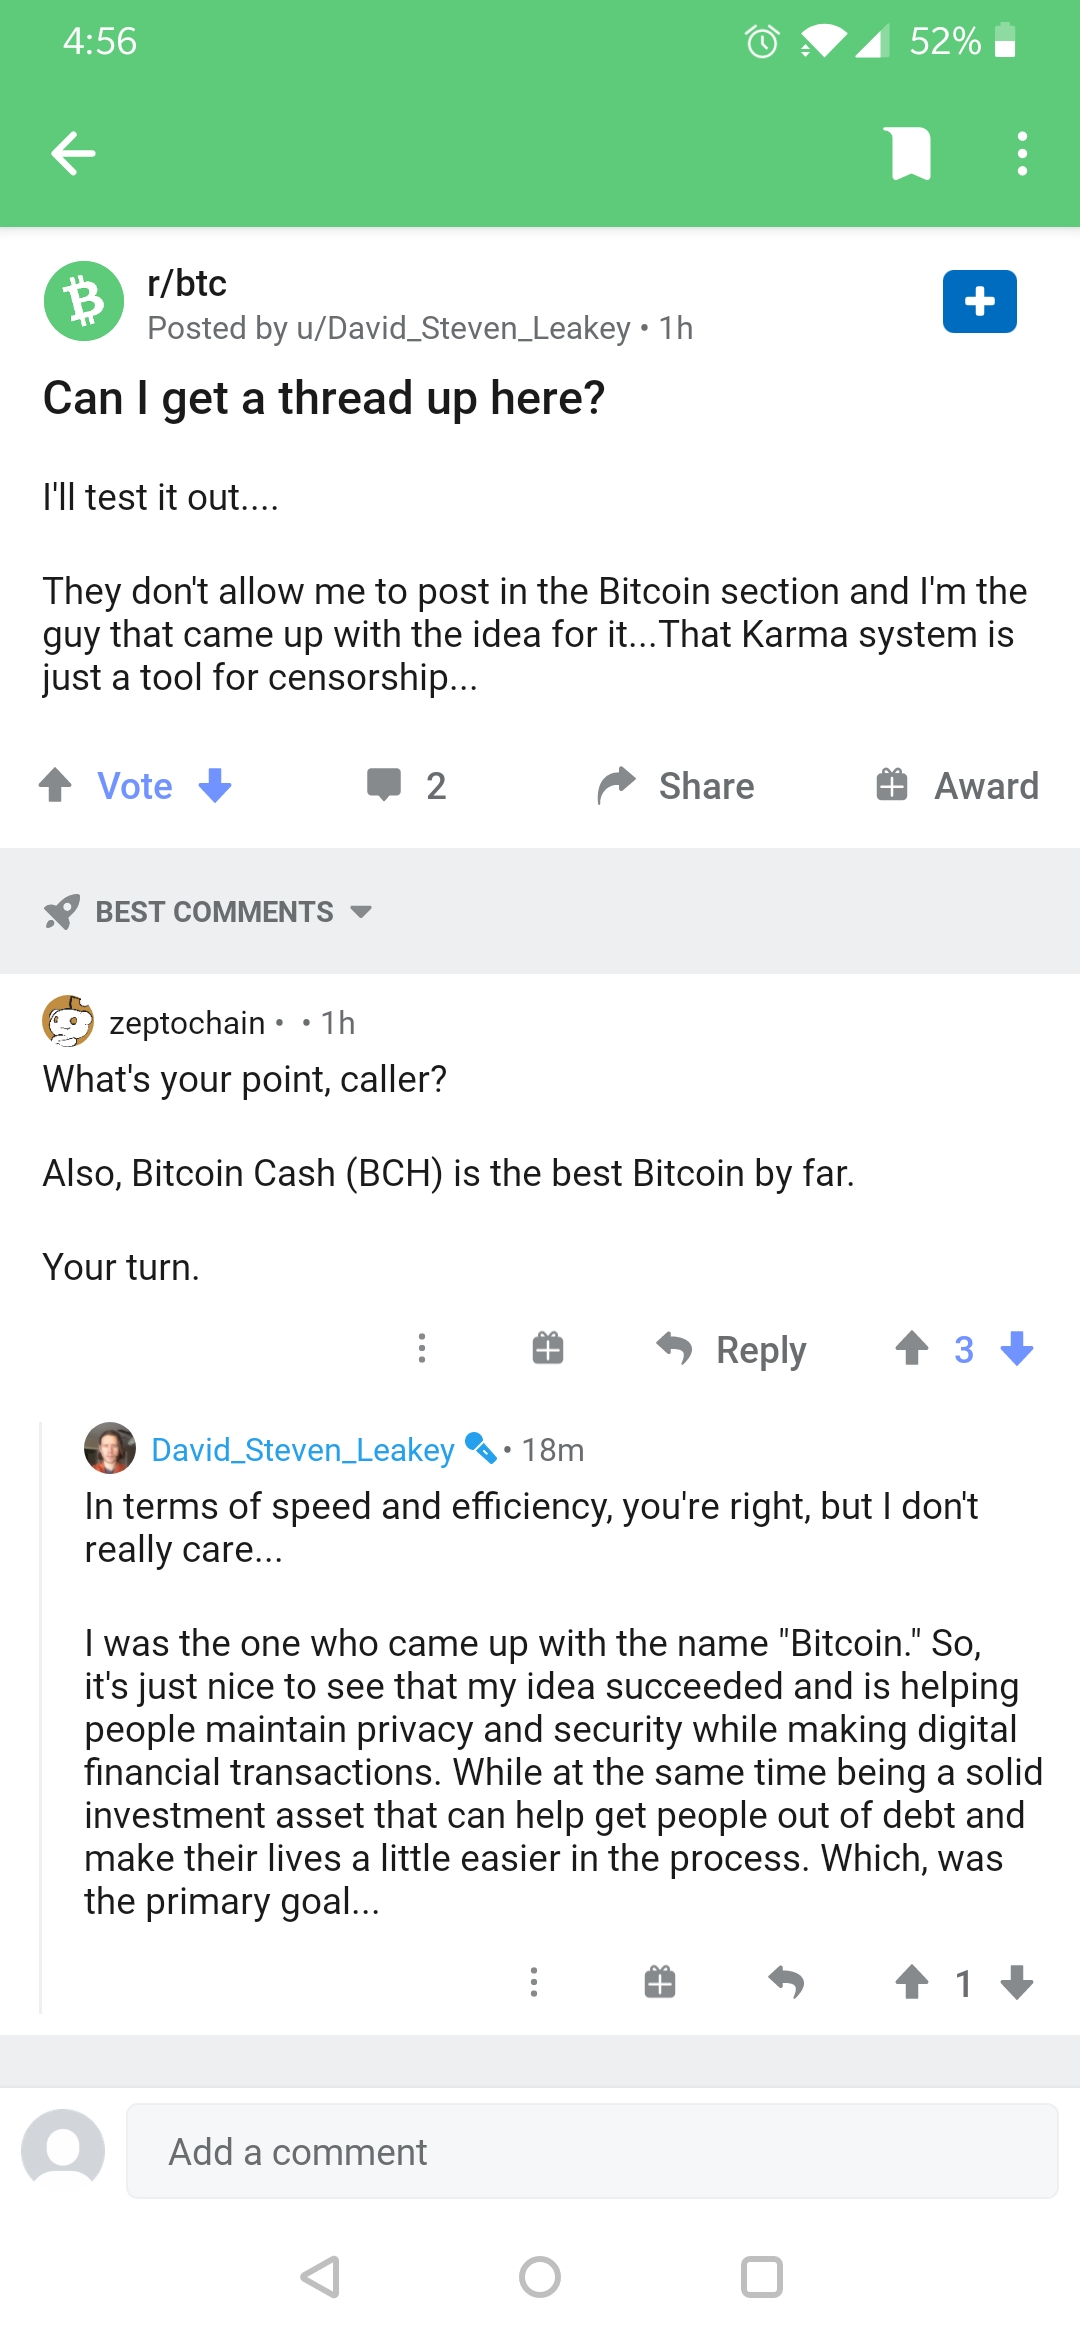 4:56
52%
r/btc
Posted by u/David_Steven_Leakey • 1h
Can I get a thread up here?
I'll test it out....
They don't allow me to post in the Bitcoin section and I'm the
guy that came up with the idea for it...That Karma system is
just a tool for censorship...
Vote
2
Share
Award
BEST COMMENTS
zeptochain • • 1h
What's your point, caller?
Also, Bitcoin Cash (BCH) is the best Bitcoin by far.
Your turn.
Reply
3
David_Steven_Leakey • 18m
In terms of speed and efficiency, you're right, but I don't
really care...
I was the one who came up with the name "Bitcoin." So,
it's just nice to see that my idea succeeded and is helping
people maintain privacy and security while making digital
financial transactions. While at the same time being a solid
investment asset that can help get people out of debt and
make their lives a little easier in the process. Which, was
the primary goal...
1
Add a comment